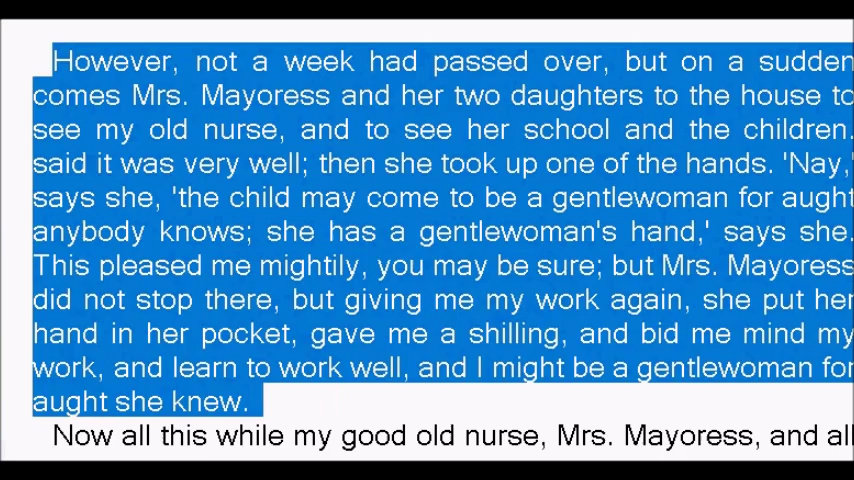 However, not a week had passed over, but on a sudden
comes Mrs. Mayoress and her two daughters to the house to
see my old nurse, and to see her school and the children.
said it was very well; then she took up one of the hands. 'Nay,'
says she, 'the child may come to be a gentlewoman for aught
anybody knows; she has a gentlewoman's hand,' says she.
This pleased me mightily, you may be sure; but Mrs. Mayoress
did not stop there, but giving me my work again, she put her
hand in her pocket, gave me a shilling, and bid me mind my
work, and learn to work well, and I might be a gentlewoman for
aught she knew.
Now all this while my good old nurse, Mrs. Mayoress, and all